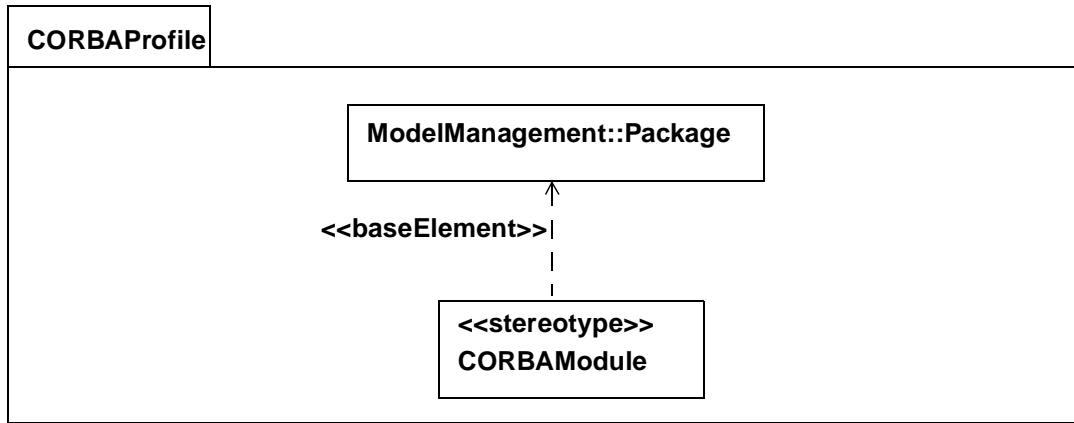 CORBAProfile
ModelManagement::Package
<<baseElement>>
<<stereotype>>
CORBAModule